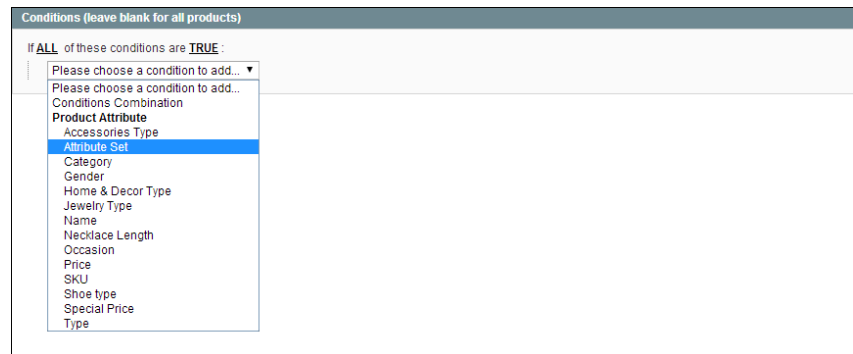 Conditions (leave blank for all products)
If ALL of these conditions are TRUE :
Please choose a condition to add...
Please choose a condition to add...
Conditions Combination
Product Attribute
Accessories Type
Attribute Set
Category
Gender
Home & Decor Type
Jewelry Type
Name
Necklace Length
Occasion
Price
SKU
Shoe type
Special Price
Type